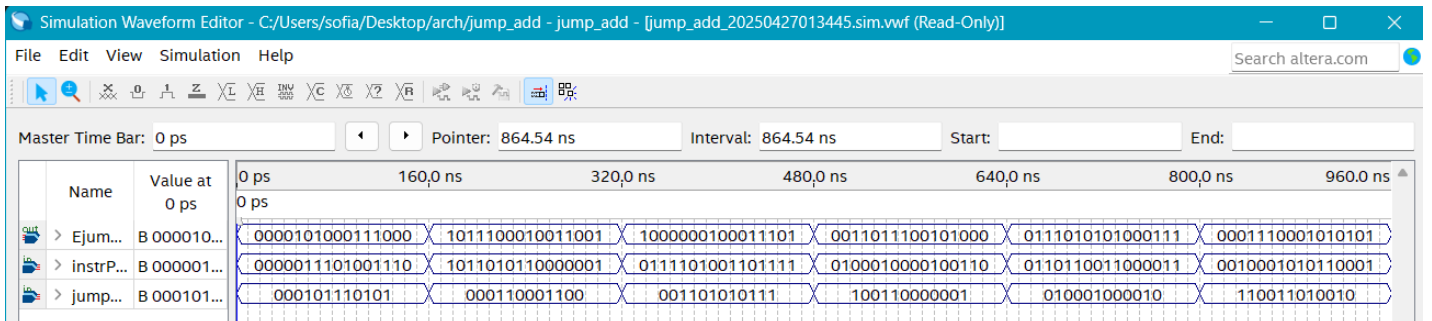 Simulation Waveform Editor - C:/Users/sofia/Desktop/arch/jump_add - jump_add - [jump_add_20250427013445.sim.vwf (Read-Only)]
File Edit View Simulation Help
Search altera.com
Master Time Bar: 0 ps Pointer: 864.54 ns Interval: 864.54 ns Start: End:
Name Value at 0 ps 0 ps 160.0 ns 320.0 ns 480.0 ns 640.0 ns 800.0 ns 960.0 ns
0 ps
Ejum... B 000010... 0000101000111000 1011100010011001 1000000100011101 0011011100101000 0111010101000111 0001110001010101
instrP... B 000001... 0000011101001110 1011010110000001 0111101001101111 0100010000100110 0110110011000011 0010001010110001
jump... B 000101... 000101110101 000110001100 001101010111 100110000001 010001000010 110011010010